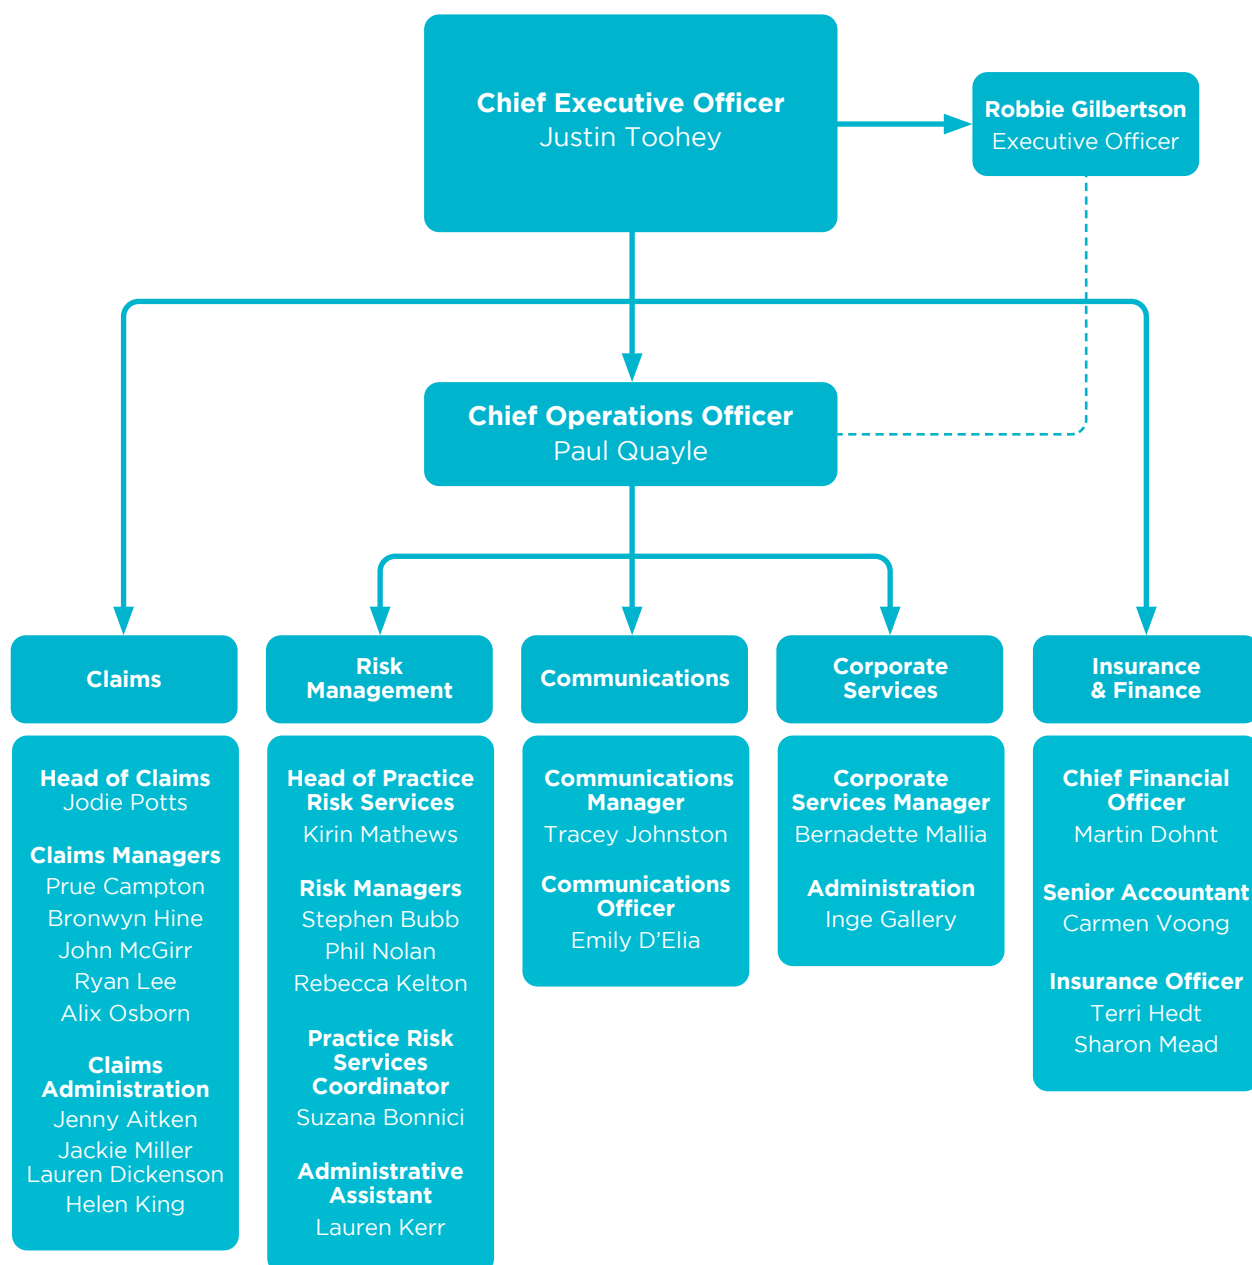 Chief Executive Officer
Justin Toohey
Robbie Gilbertson
Executive Officer
Chief Operations Officer
Paul Quayle
Claims
Head of Claims
Jodie Potts
Claims Managers
Prue Campton
Bronwyn Hine
John McGirr
Ryan Lee
Alix Osborn
Claims
Administration
Jenny Aitken
Jackie Miller
Lauren Dickenson
Helen King
Risk
Management
Head of Practice
Risk Services
Kirin Mathews
Risk Managers
Stephen Bubb
Phil Nolan
Rebecca Kelton
Practice Risk
Services
Coordinator
Suzana Bonnici
Administrative
Assistant
Lauren Kerr
Communications
Communications
Manager
Tracey Johnston
Communications
Officer
Emily D’Elia
Corporate
Services
Corporate
Services Manager
Bernadette Mallia
Administration
Inge Gallery
Insurance
& Finance
Chief Financial
Officer
Martin Dohnt
Senior Accountant
Carmen Voong
Insurance Officer
Terri Hedt
Sharon Mead